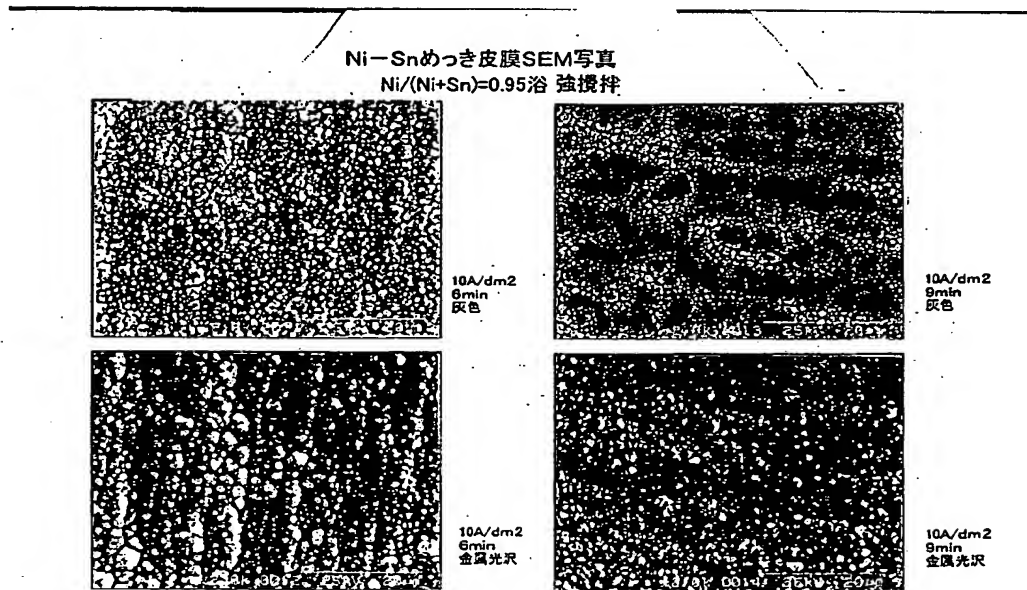 Ni－Snめっき皮膜SEM写真
Ni/(Ni+Sn)=0.95浴 強攪拌
10A/dm2
6min
灰色
10A/dm2
9min
灰色
10A/dm2
6min
金属光沢
10A/dm2
9min
金属光沢